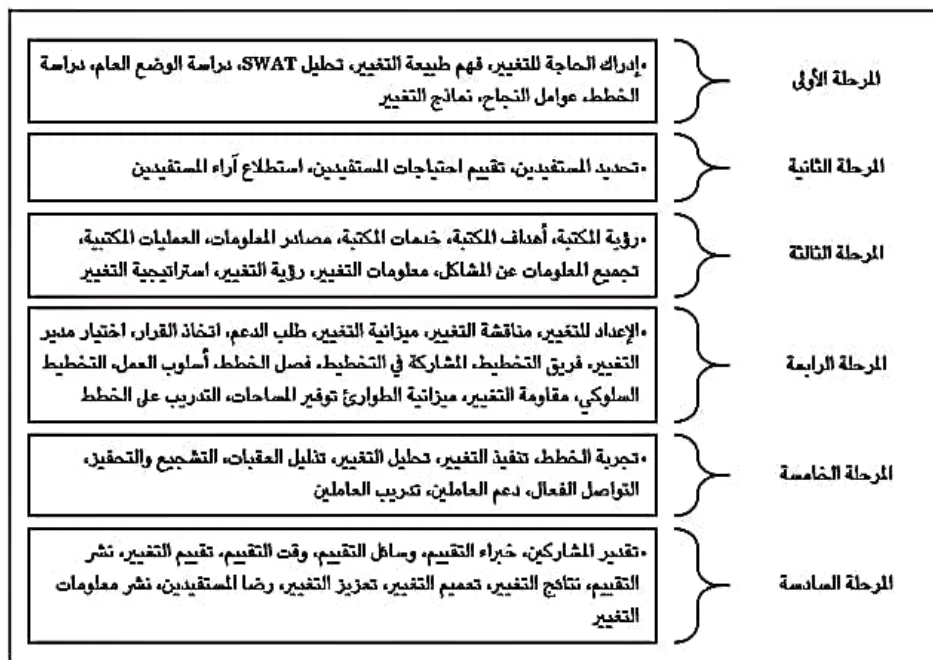 المرحلة الأولى
•إدراك الحاجة للتغيير، فهم طبيعة التغيير، تحليل SWAT، دراسة الوضع العام، دراسة
الخطط، عوامل النجاح، نماذج التغيير
المرحلة الثانية
•تحديد المستفيدين، تقييم احتياجات المستفيدين، استطلاع آراء المستفيدين
المرحلة الثالثة
•رؤية المكتبة، أهداف المكتبة، خدمات المكتبة، مصادر المعلومات، العمليات المكتبية،
تجميع المعلومات عن المشاكل، معلومات التغيير، رؤية التغيير، استراتيجية التغيير
المرحلة الرابعة
•الإعداد للتغيير، مناقشة التغيير، ميزانية التغيير، طلب الدعم، اتخاذ القرار، اختيار مدير
التغيير، فريق التخطيط، المشاركة في التخطيط، فصل الخطط، أسلوب العمل، التخطيط
السلوكي، مقاومة التغيير، ميزانية الطوارئ توفير المساحات، التدريب على الخطط
المرحلة الخامسة
•تجربة الخطط، تنفيذ التغيير، تحليل التغيير، تذليل العقبات، التشجيع والتحفيز،
التواصل الفعال، دعم العاملين، تدريب العاملين
المرحلة السادسة
•تقدير المشاركين، خبراء التقييم، وسائل التقييم، وقت التقييم، تقييم التغيير، نشر
التقييم، نتائج التغيير، تعميم التغيير، تعزيز التغيير، رضا المستفيدين، نشر معلومات
التغيير